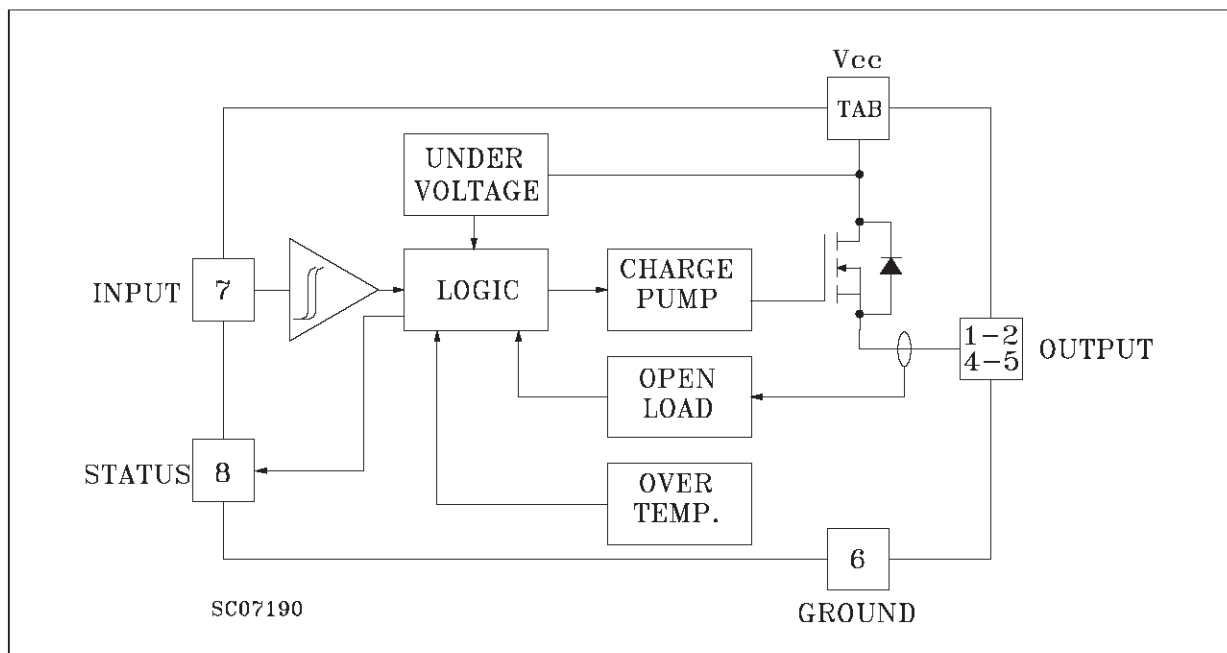 Vcc
TAB
UNDER
VOLTAGE
INPUT
7
LOGIC
CHARGE
PUMP
1-2
4-5
OUTPUT
OPEN
LOAD
STATUS
8
OVER
TEMP.
6
SC07190
GROUND